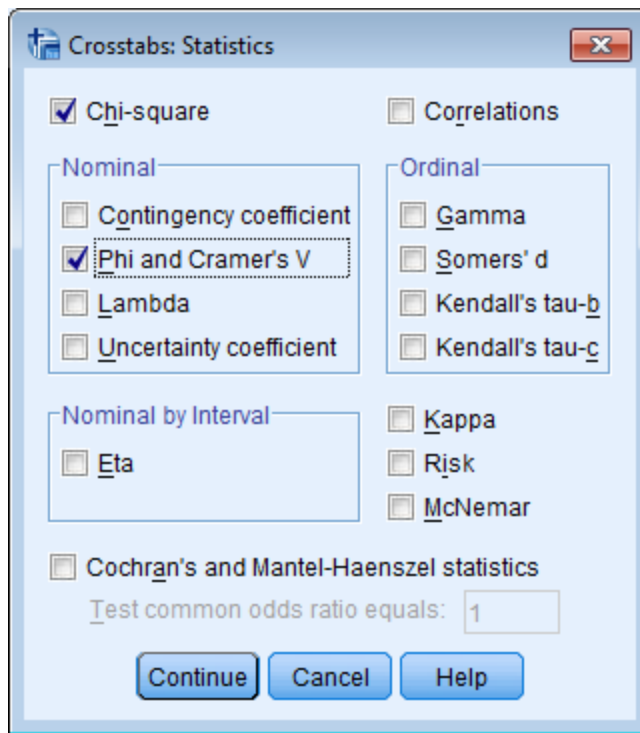 Crosstabs: Statistics
Chi-square
Correlations
Nominal
Contingency coefficient
Phi and Cramer's V
Lambda
Uncertainty coefficient
Ordinal
Gamma
Somers' d
Kendall's tau-b
Kendall's tau-c
Nominal by Interval
Eta
Kappa
Risk
McNemar
Cochran's and Mantel-Haenszel statistics
Test common odds ratio equals: 1
Continue Cancel Help